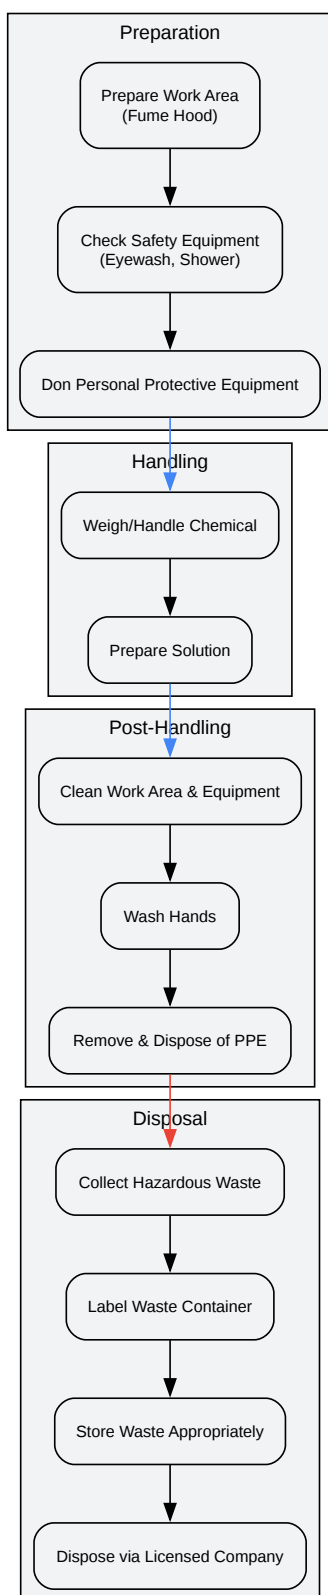 Preparation
Prepare Work Area
(Fume Hood)
Check Safety Equipment
(Eyewash, Shower)
Don Personal Protective Equipment
Handling
Weigh/Handle Chemical
Prepare Solution
Post-Handling
Clean Work Area & Equipment
Wash Hands
Remove & Dispose of PPE
Disposal
Collect Hazardous Waste
Label Waste Container
Store Waste Appropriately
Dispose via Licensed Company